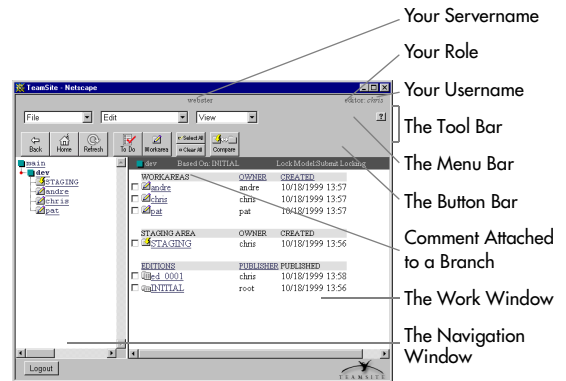 Your Servername
Your Role
Your Username
The Tool Bar
The Menu Bar
The Button Bar
Comment Attached
to a Branch
The Work Window
The Navigation
Window
TeamSite - Netscape
webster
editor: chris
File Edit View ?
Back Home Refresh To Do Workarea Select All Clear All Compare
main
dev
STAGING
andre
chris
pat
dev Based On: INITIAL Lock Model:Submit Locking
WORKAREAS OWNER CREATED
andre andre 10/18/1999 13:57
chris chris 10/18/1999 13:57
pat pat 10/18/1999 13:57
STAGING AREA OWNER CREATED
STAGING chris 10/18/1999 13:56
EDITIONS PUBLISHER PUBLISHED
ed_0001 chris 10/18/1999 13:58
INITIAL root 10/18/1999 13:56
Logout
TEAMSITE